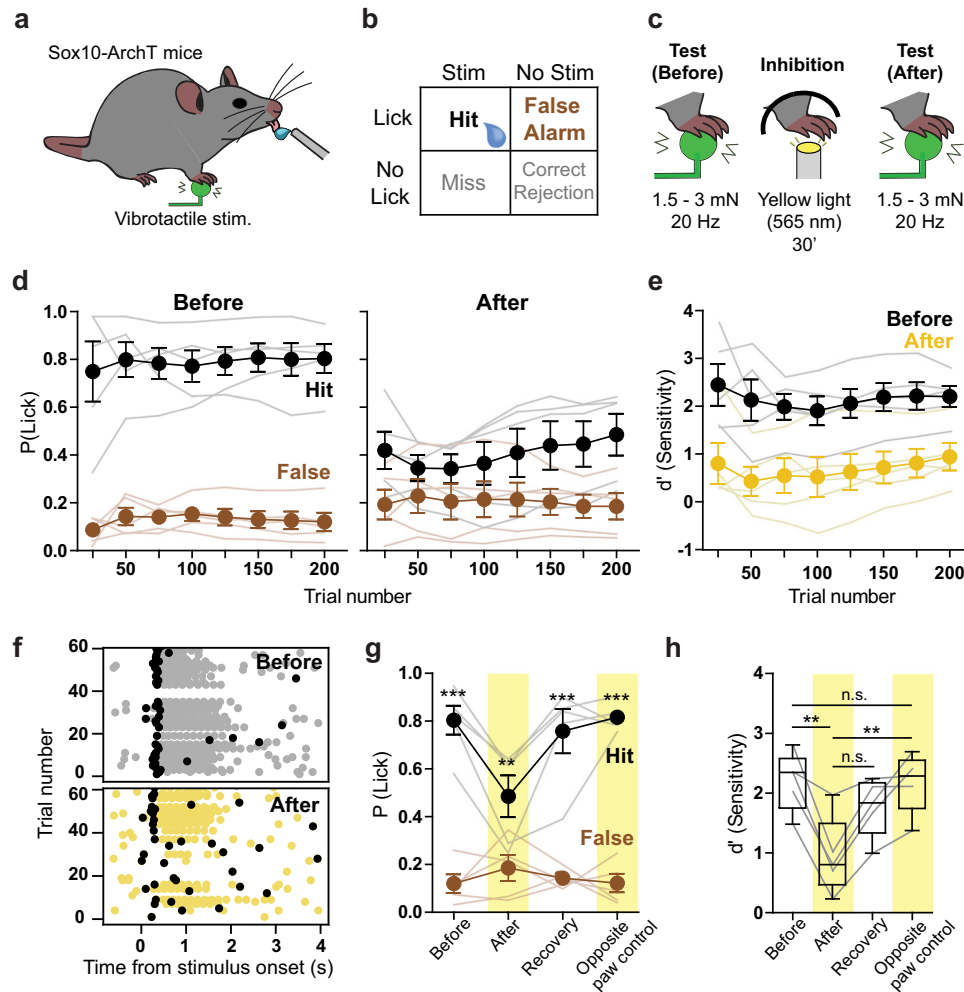 a
Sox10-ArchT mice
Vibrotactile stim.
b
Stim
No Stim
Lick
Hit
False
Alarm
No
Lick
Miss
Correct
Rejection
c
Test
(Before)
Inhibition
Test
(After)
1.5 - 3 mN
20 Hz
Yellow light
(565 nm)
30'
1.5 - 3 mN
20 Hz
d
Before
After
P(Lick)
1.0
0.8
0.6
0.4
0.2
0.0
Hit
False
50
100
150
200
50
100
150
200
Trial number
e
Before
After
d' (Sensitivity)
4
3
2
1
0
-1
50
100
150
200
Trial number
f
Trial number
60
40
20
0
Before
60
40
20
0
After
0
1
2
3
4
Time from stimulus onset (s)
g
P (Lick)
1.0
0.8
0.6
0.4
0.2
0.0
***
**
***
***
Hit
False
Before
After
Recovery
Opposite
paw control
h
d' (Sensitivity)
4
3
2
1
0
n.s.
**
**
n.s.
Before
After
Recovery
Opposite
paw control